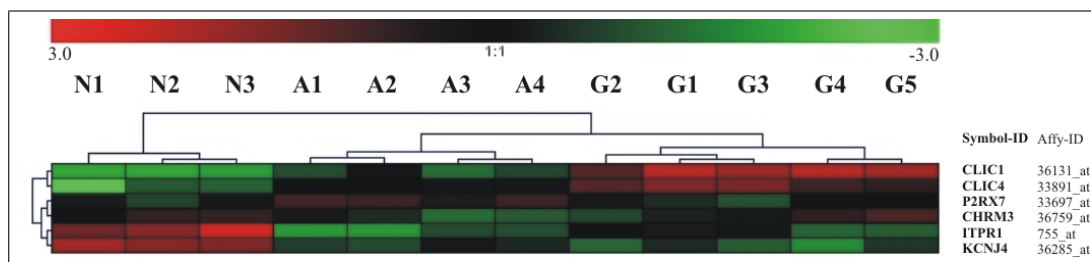 3.0 1:1 -3.0
N1 N2 N3 A1 A2 A3 A4 G2 G1 G3 G4 G5
Symbol-ID Affy-ID
CLIC1 36131_at
CLIC4 33891_at
P2RX7 33697_at
CHRM3 36759_at
ITPR1 755_at
KCNJ4 36285_at